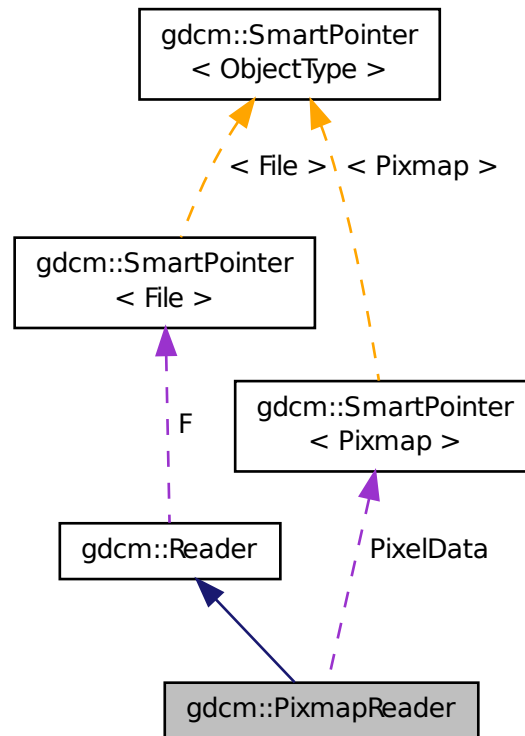 gdcm::SmartPointer
< ObjectType >
< File >
< Pixmap >
gdcm::SmartPointer
< File >
gdcm::SmartPointer
< Pixmap >
F
PixelData
gdcm::Reader
gdcm::PixmapReader